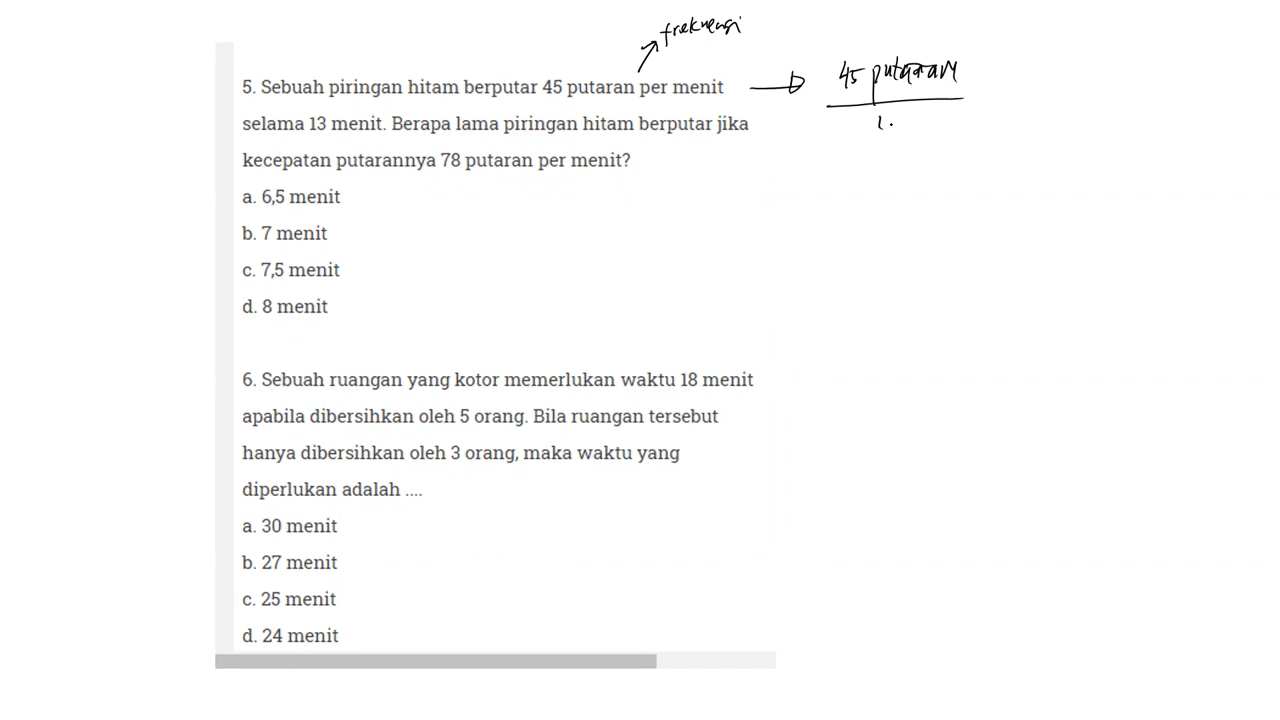 frekuensi
5. Sebuah piringan hitam berputar 45 putaran per menit
45 putaran
1.
selama 13 menit. Berapa lama piringan hitam berputar jika
kecepatan putarannya 78 putaran per menit?
a. 6,5 menit
b. 7 menit
c. 7,5 menit
d. 8 menit
6. Sebuah ruangan yang kotor memerlukan waktu 18 menit
apabila dibersihkan oleh 5 orang. Bila ruangan tersebut
hanya dibersihkan oleh 3 orang, maka waktu yang
diperlukan adalah ....
a. 30 menit
b. 27 menit
c. 25 menit
d. 24 menit